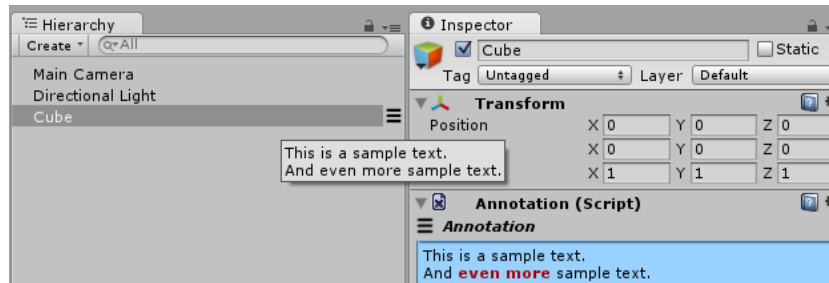 Hierarchy
Create
All
Main Camera
Directional Light
Cube
This is a sample text.
And even more sample text.
Inspector
Cube
Static
Tag Untagged Layer Default
Transform
Position X 0 Y 0 Z 0
X 0 Y 0 Z 0
X 1 Y 1 Z 1
Annotation (Script)
Annotation
This is a sample text.
And even more sample text.